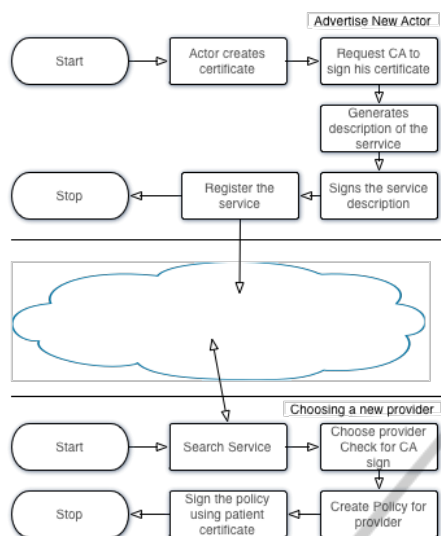 Advertise New Actor
Start
Actor creates
certificate
Request CA to
sign his certificate
Generates
description of the
serrvice
Stop
Register the
service
Signs the service
description
Choosing a new provider
Start
Search Service
Choose provider
Check for CA
sign
Stop
Sign the policy
using patient
certificate
Create Policy for
provider